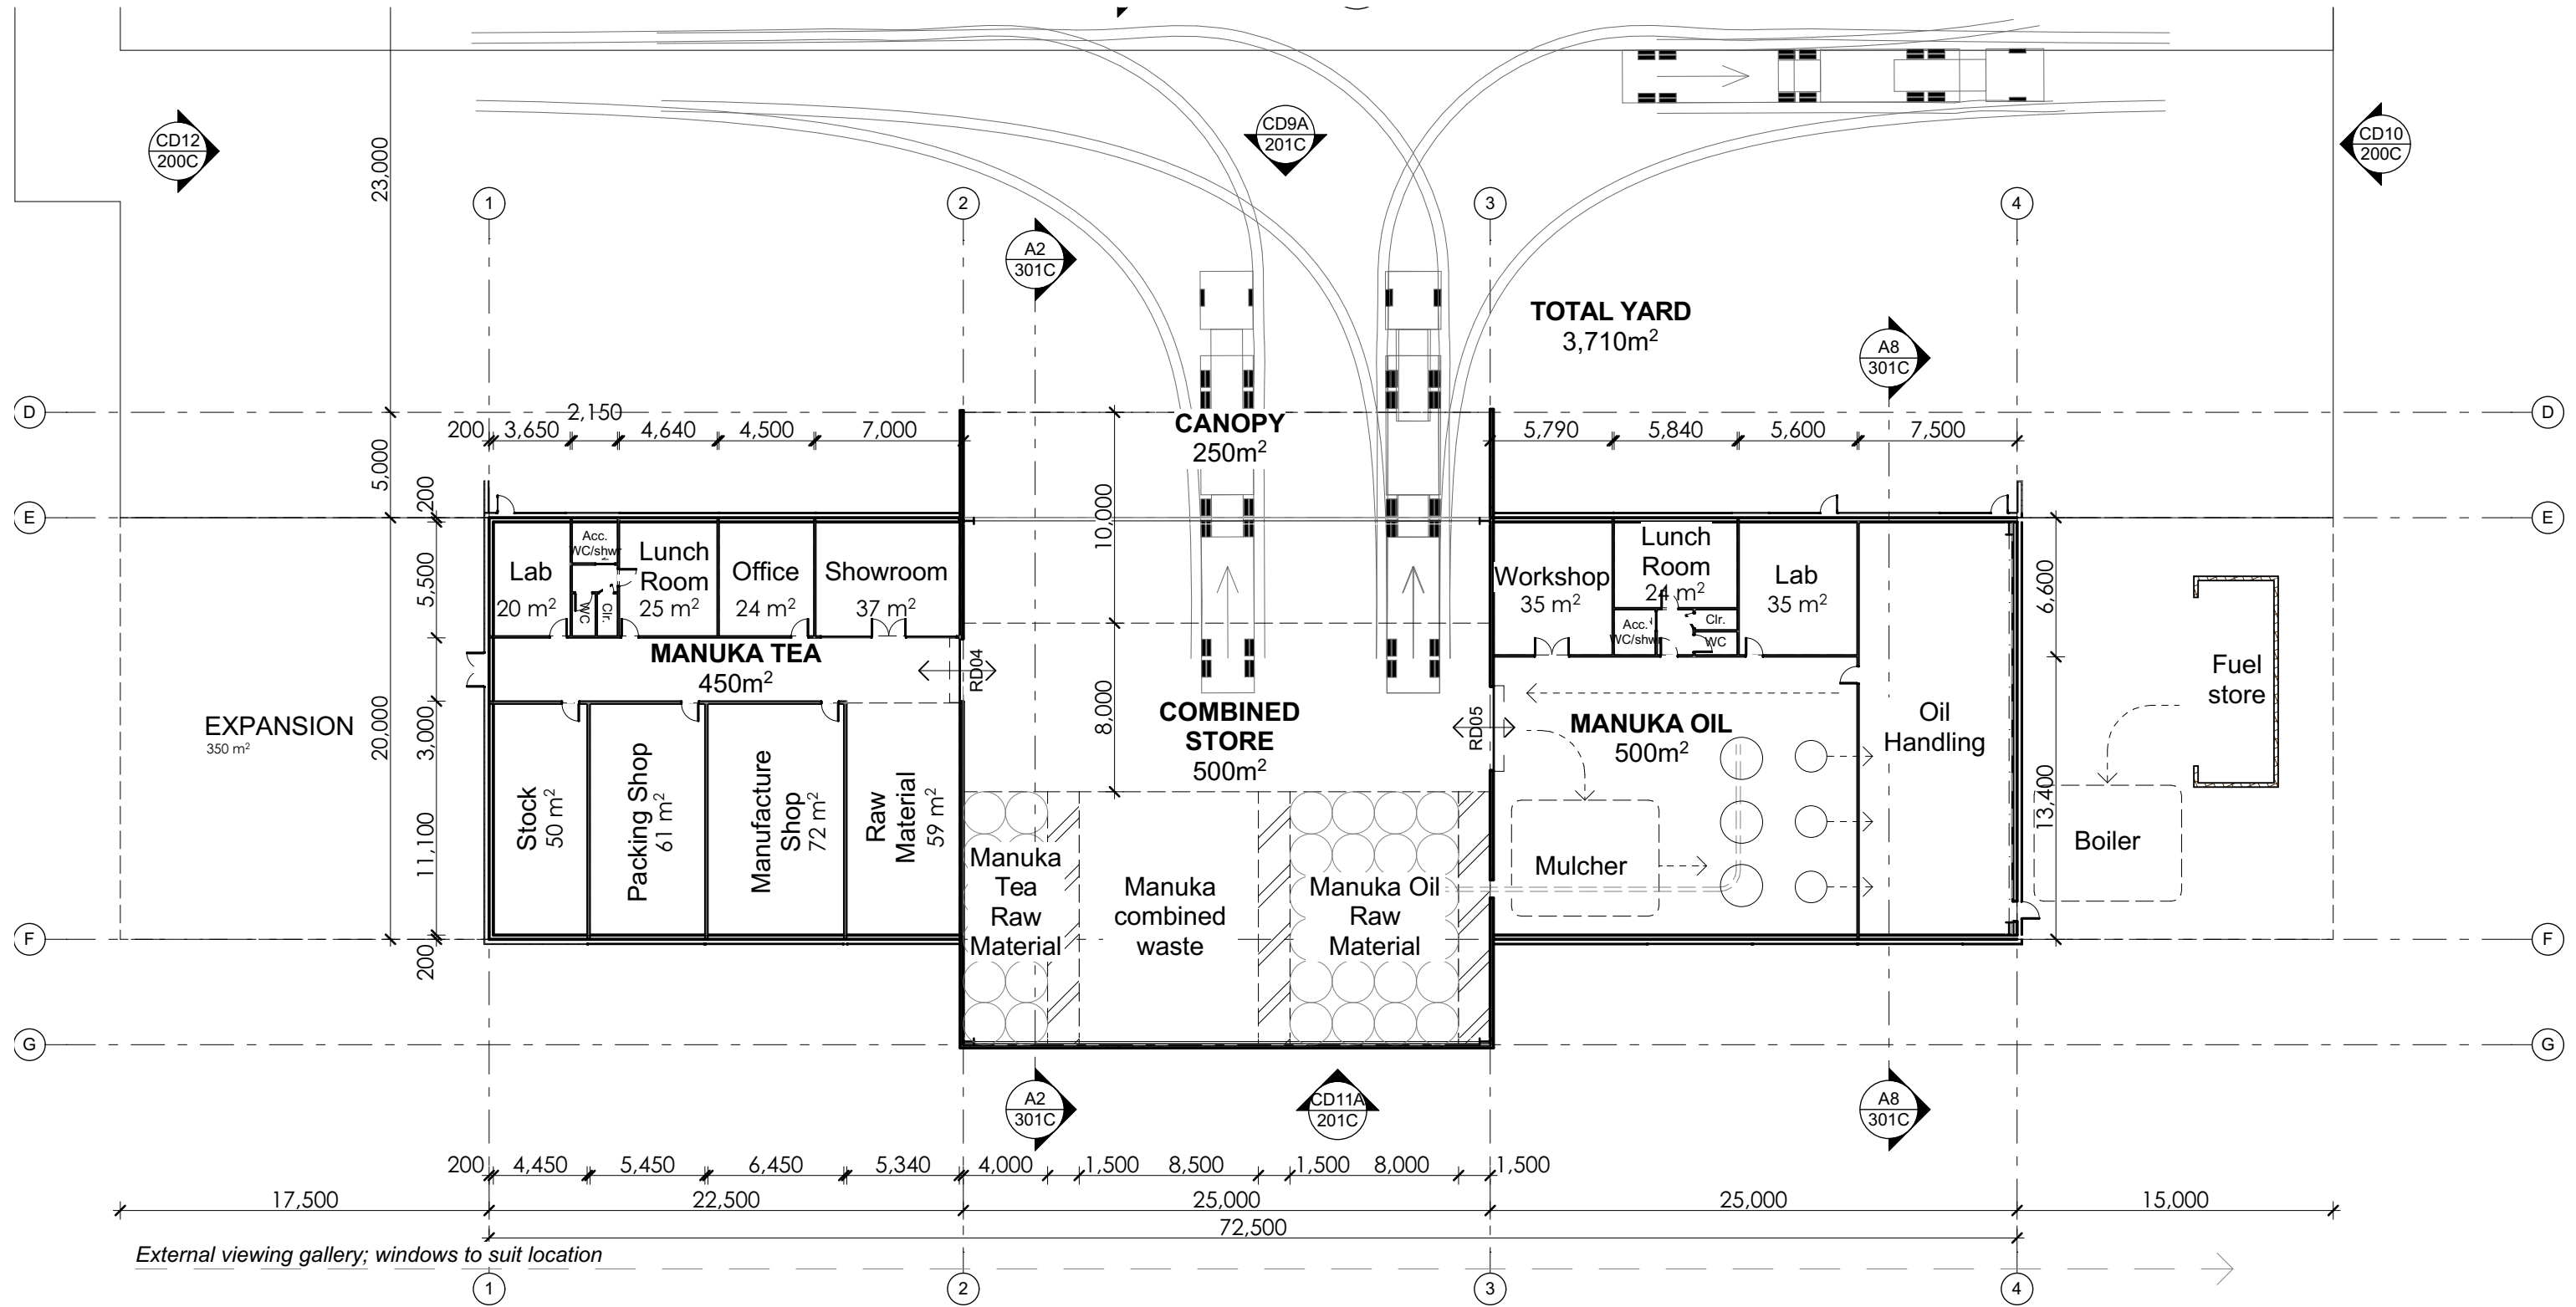 CD12
200C
CD9A
201C
CD10
200C
23,000
1
2
3
4
A2
301C
TOTAL YARD
3,710m²
A8
301C
D
D
200
3,650
2,150
4,640
4,500
7,000
CANOPY
250m²
5,790
5,840
5,600
7,500
5,000
200
E
E
10,000
5,500
Lab
20 m²
Acc.
WC/shw
WC
Clr.
Lunch
Room
25 m²
Office
24 m²
Showroom
37 m²
Workshop
35 m²
Lunch
Room
24 m²
Acc.
WC/shw
Clr.
WC
Lab
35 m²
6,600
MANUKA TEA
450m²
RD04
8,000
COMBINED
STORE
500m²
RD05
MANUKA OIL
500m²
Oil
Handling
Fuel
store
EXPANSION
350 m²
20,000
3,000
11,100
200
Stock
50 m²
Packing Shop
61 m²
Manufacture
Shop
72 m²
Raw
Material
59 m²
Manuka
Tea
Raw
Material
Manuka
combined
waste
Manuka Oil
Raw
Material
Mulcher
13,400
Boiler
F
F
G
G
A2
301C
CD11A
201C
A8
301C
200
4,450
5,450
6,450
5,340
4,000
1,500
8,500
1,500
8,000
1,500
17,500
22,500
25,000
25,000
15,000
72,500
External viewing gallery; windows to suit location
1
2
3
4